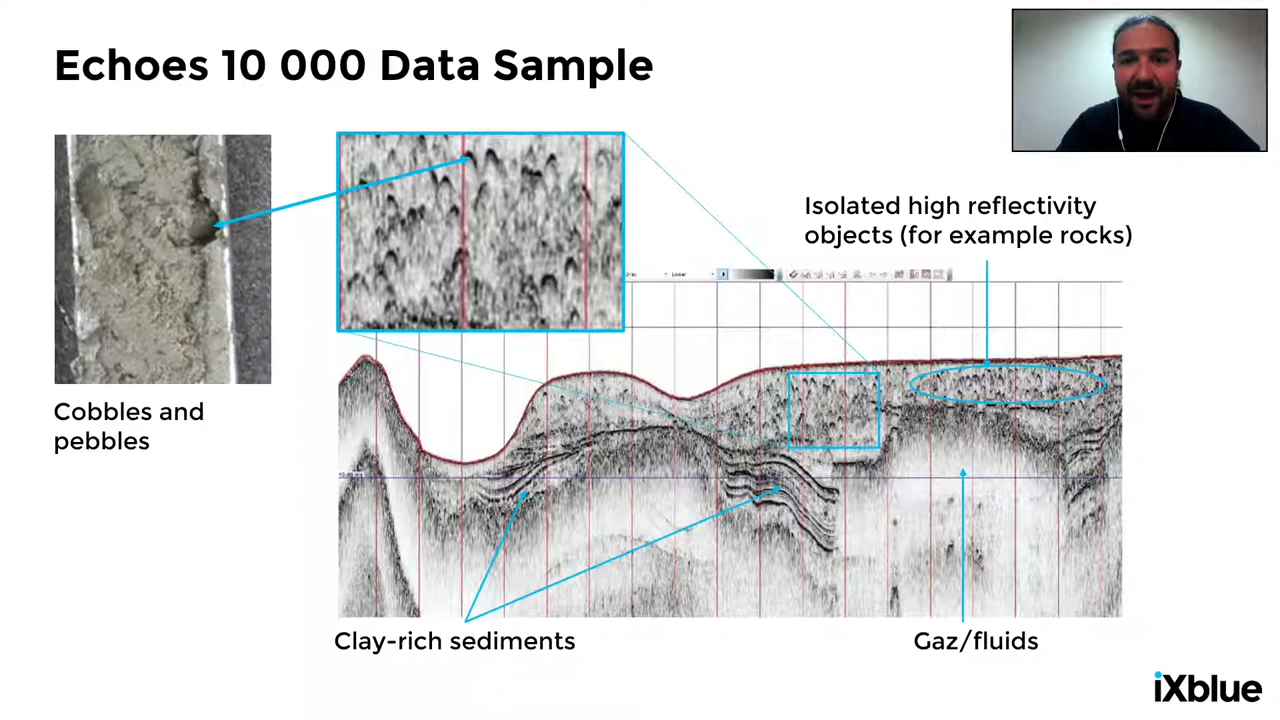 Echoes 10 000 Data Sample
Isolated high reflectivity
objects (for example rocks)
Linear
Cobbles and
pebbles
Clay-rich sediments
Gaz/fluids
iXblue